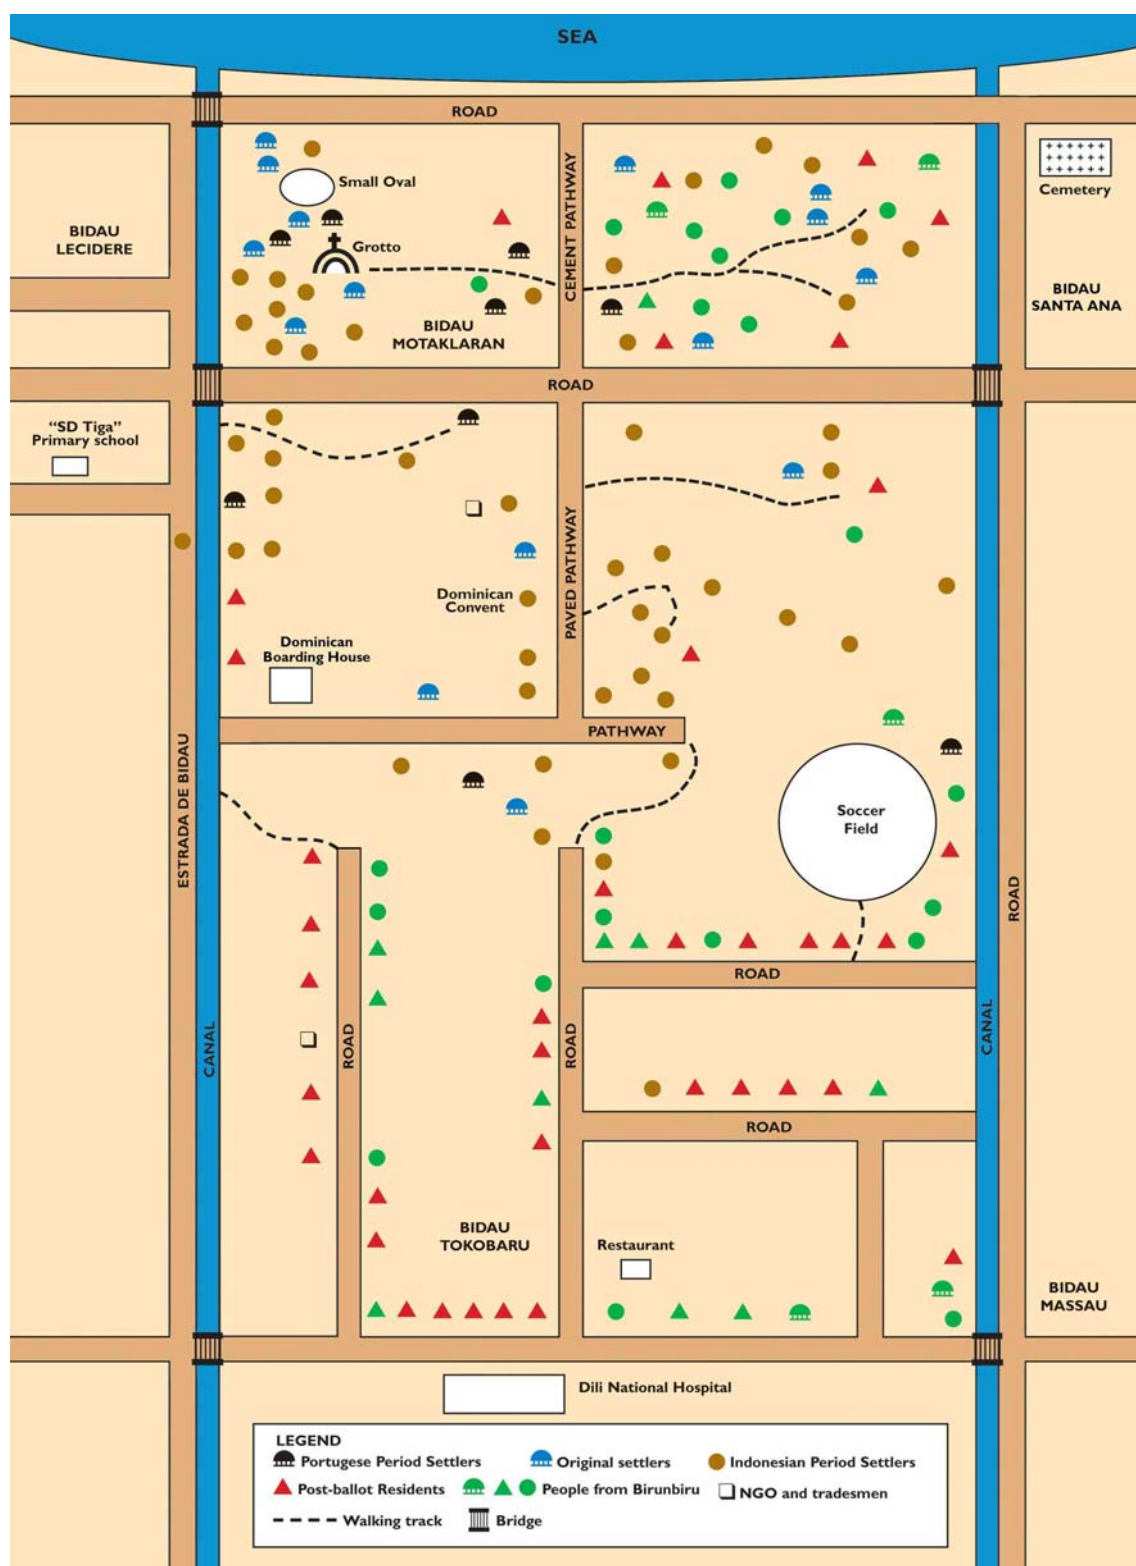 SEA
ROAD
CEMENT PATHWAY
Small Oval
Cemetery
BIDAU
LECIDERE
Grotto
BIDAU
SANTA ANA
BIDAU
MOTAKLARAN
ROAD
"SD Tiga"
Primary school
PAVED PATHWAY
Dominican
Convent
Dominican
Boarding House
PATHWAY
ESTRADA DE BIDAU
Soccer
Field
ROAD
ROAD
CANAL
ROAD
ROAD
CANAL
ROAD
BIDAU
TOKOBARU
Restaurant
BIDAU
MASSAU
Dili National Hospital
LEGEND
Portugese Period Settlers
Original settlers
Indonesian Period Settlers
Post-ballot Residents
People from Birunbiru
NGO and tradesmen
Walking track
Bridge